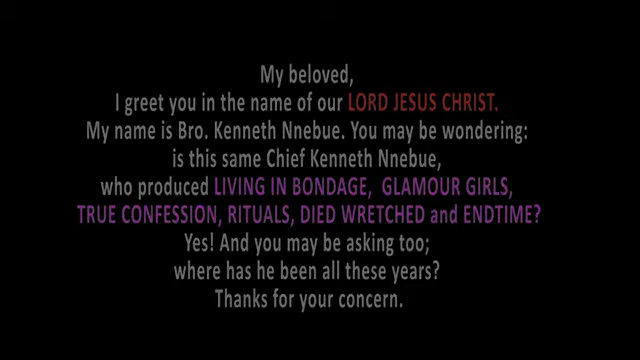 My beloved,
I greet you in the name of our LORD JESUS CHRIST.
My name is Bro. Kenneth Nnebue. You may be wondering:
is this same Chief Kenneth Nnebue,
who produced LIVING IN BONDAGE, GLAMOUR GIRLS,
TRUE CONFESSION, RITUALS, DIED WRETCHED and ENDTIME?
Yes! And you may be asking too;
where has he been all these years?
Thanks for your concern.